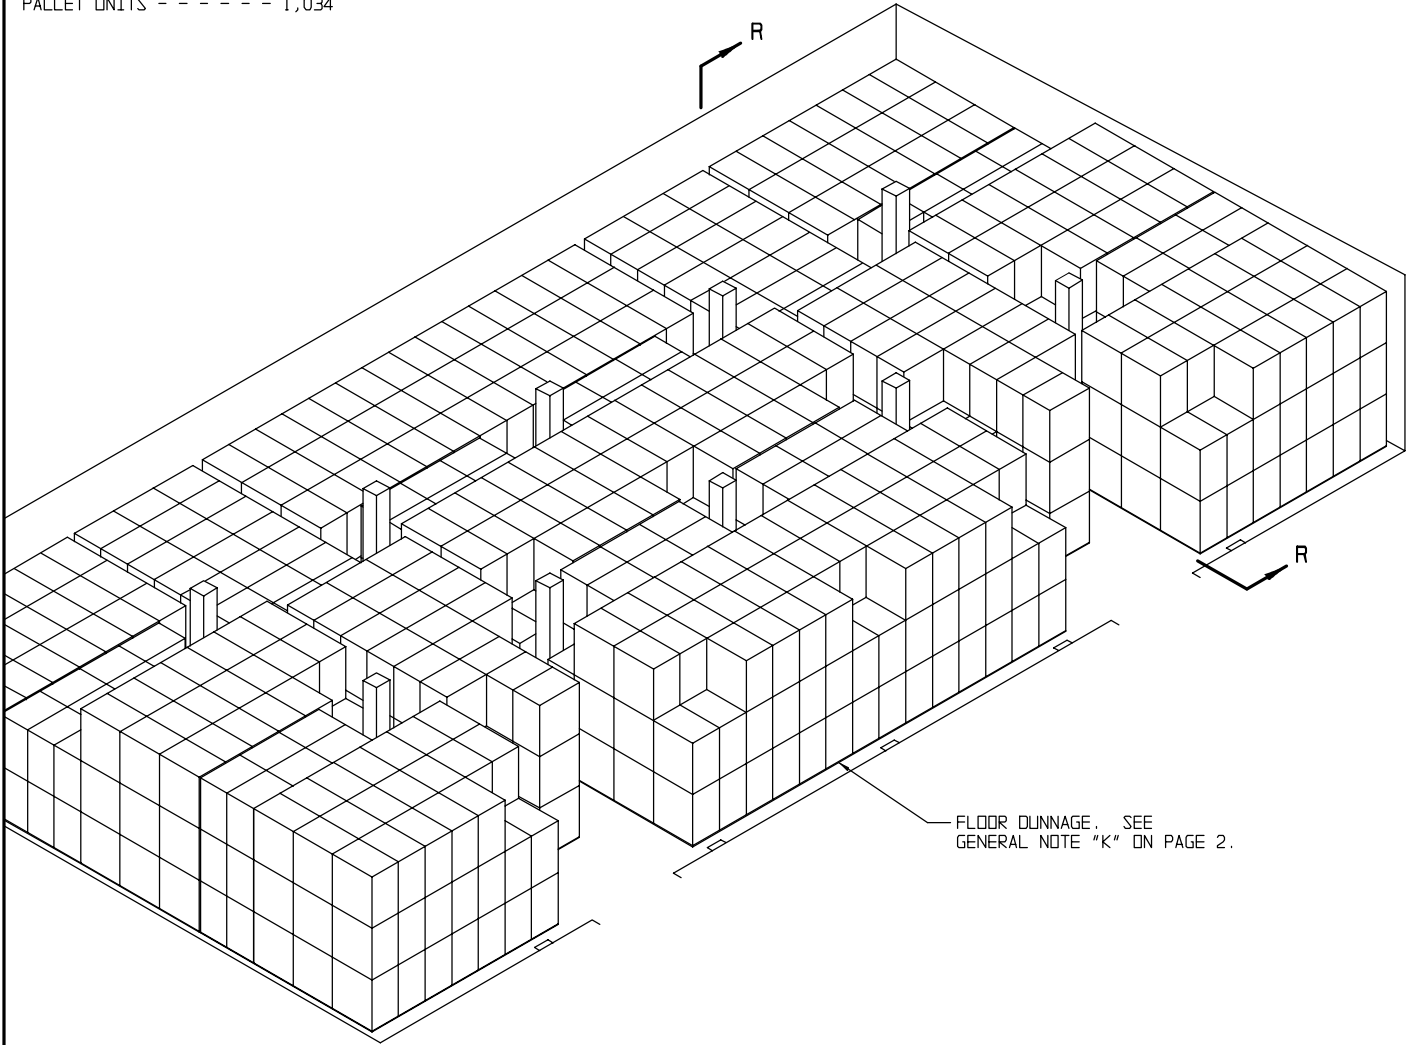 PALLET UNITS - - - - - - 1,034
R
R
FLOOR DUNNAGE. SEE
GENERAL NOTE "K" ON PAGE 2.